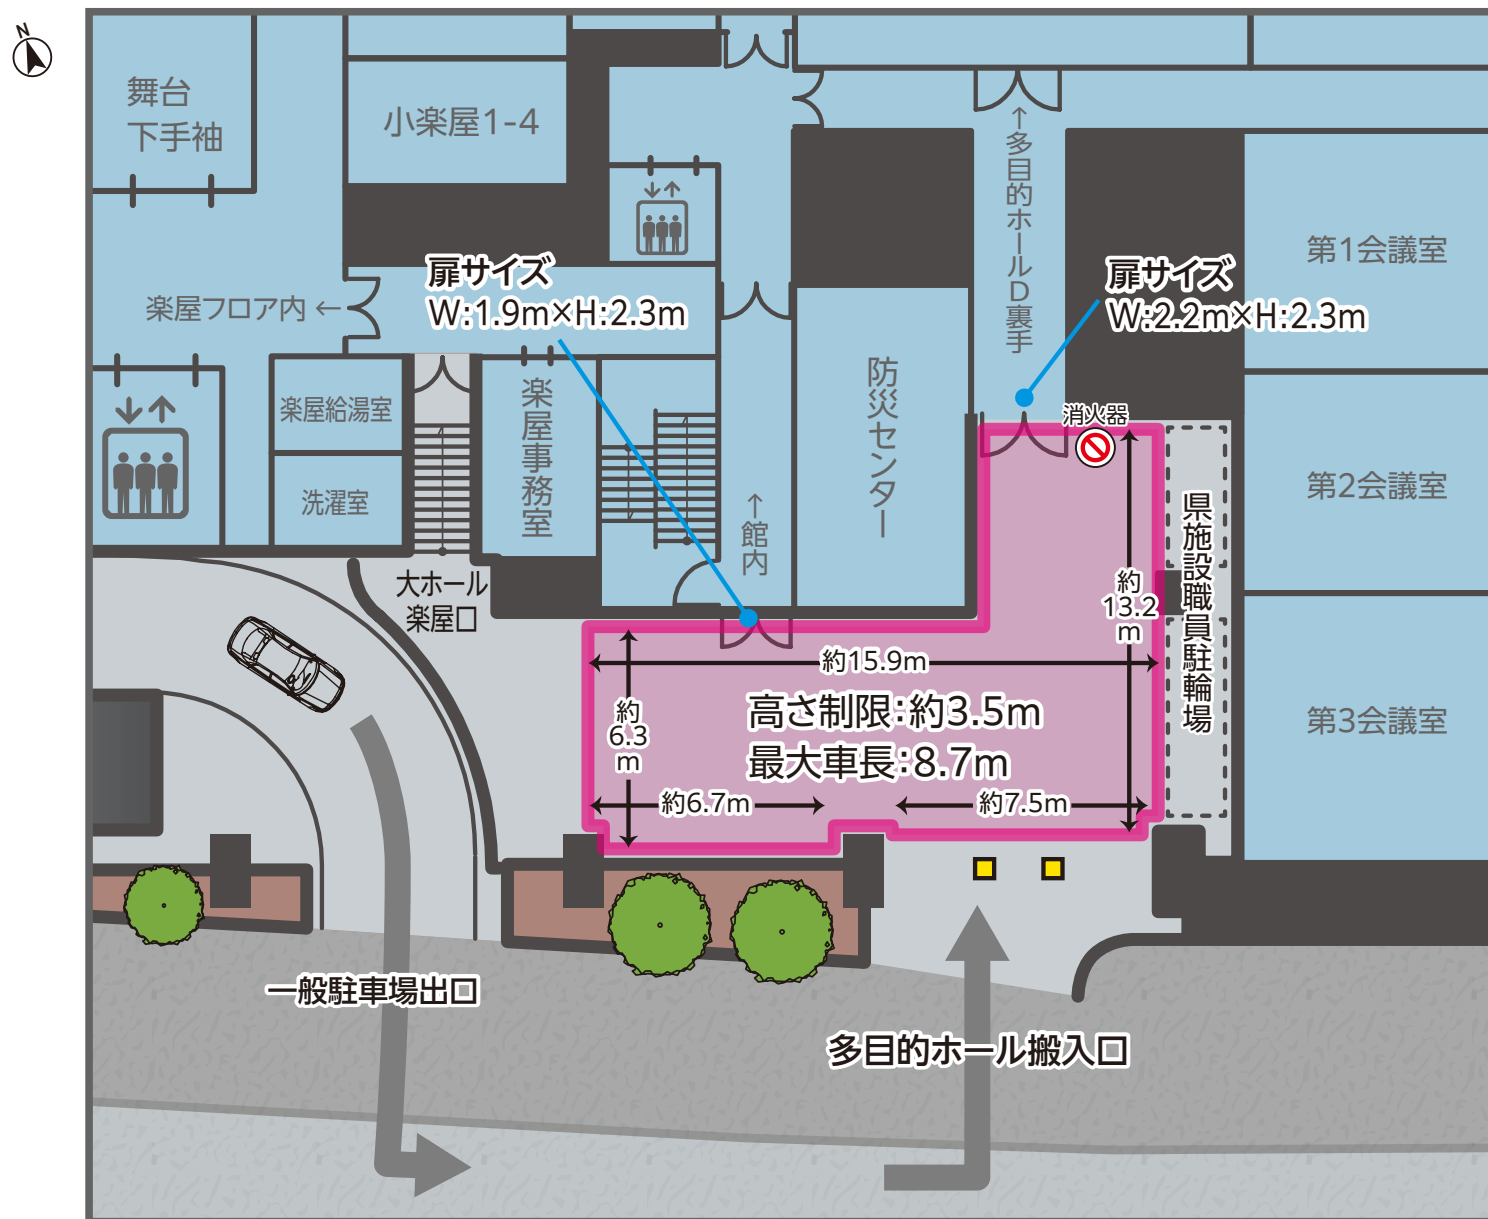 N
舞台
下手袖
小楽屋1-4
↑多目的ホールD裏手
第1会議室
扉サイズ
W:1.9m×H:2.3m
扉サイズ
W:2.2m×H:2.3m
楽屋フロア内←
楽屋給湯室
洗濯室
楽屋事務室
防災センター
消火器
第2会議室
↑館内
県施設職員駐輪場
大ホール
楽屋口
約
13.2
m
約15.9m
約
6.3
m
高さ制限:約3.5m
最大車長:8.7m
第3会議室
約6.7m
約7.5m
一般駐車場出口
多目的ホール搬入口